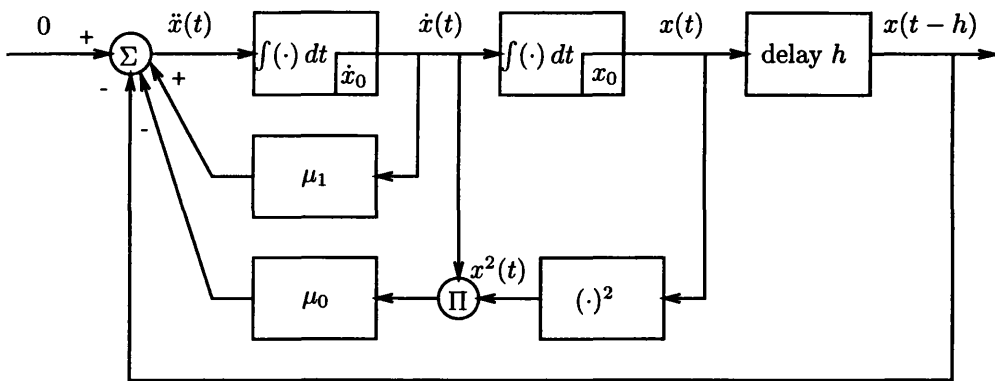 0 + Σ ẍ(t) ∫(·) dt ẋ₀ ẋ(t) ∫(·) dt x₀ x(t) delay h x(t − h)
- + -
μ₁
μ₀ Π x²(t) (·)²